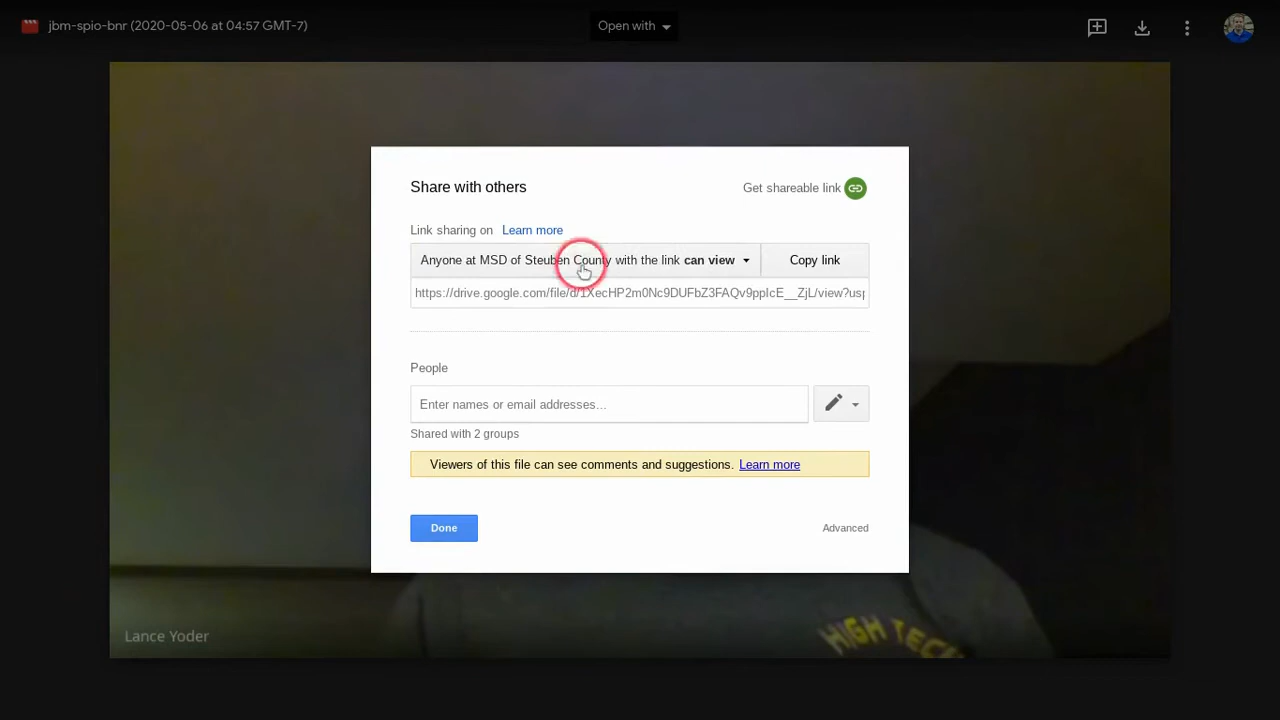 jbm-spio-bnr (2020-05-06 at 04:57 GMT-7)
Open with
Share with others
Get shareable link
Link sharing on Learn more
Anyone at MSD of Steuben County with the link can view
Copy link
https://drive.google.com/file/d/1XecHP2m0Nc9DUFbZ3FAQv9ppIcE__ZjL/view?usp
People
Enter names or email addresses...
Shared with 2 groups
Viewers of this file can see comments and suggestions. Learn more
Done
Advanced
Lance Yoder
HIGH TECH